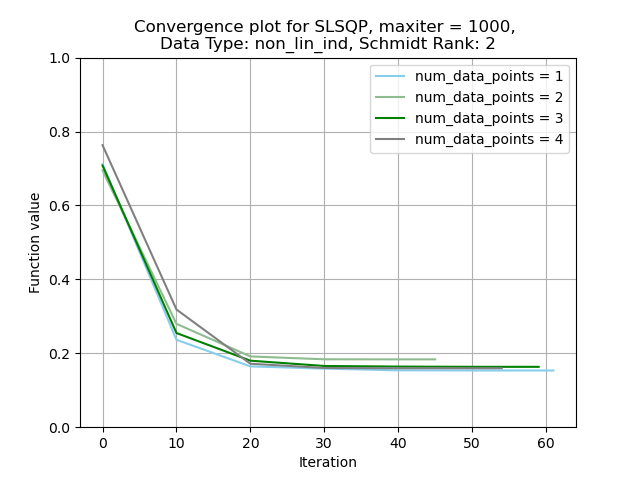 Convergence plot for SLSQP, maxiter = 1000,
Data Type: non_lin_ind, Schmidt Rank: 2
num_data_points = 1
num_data_points = 2
num_data_points = 3
num_data_points = 4
Function value
1.0
0.8
0.6
0.4
0.2
0.0
0 10 20 30 40 50 60
Iteration